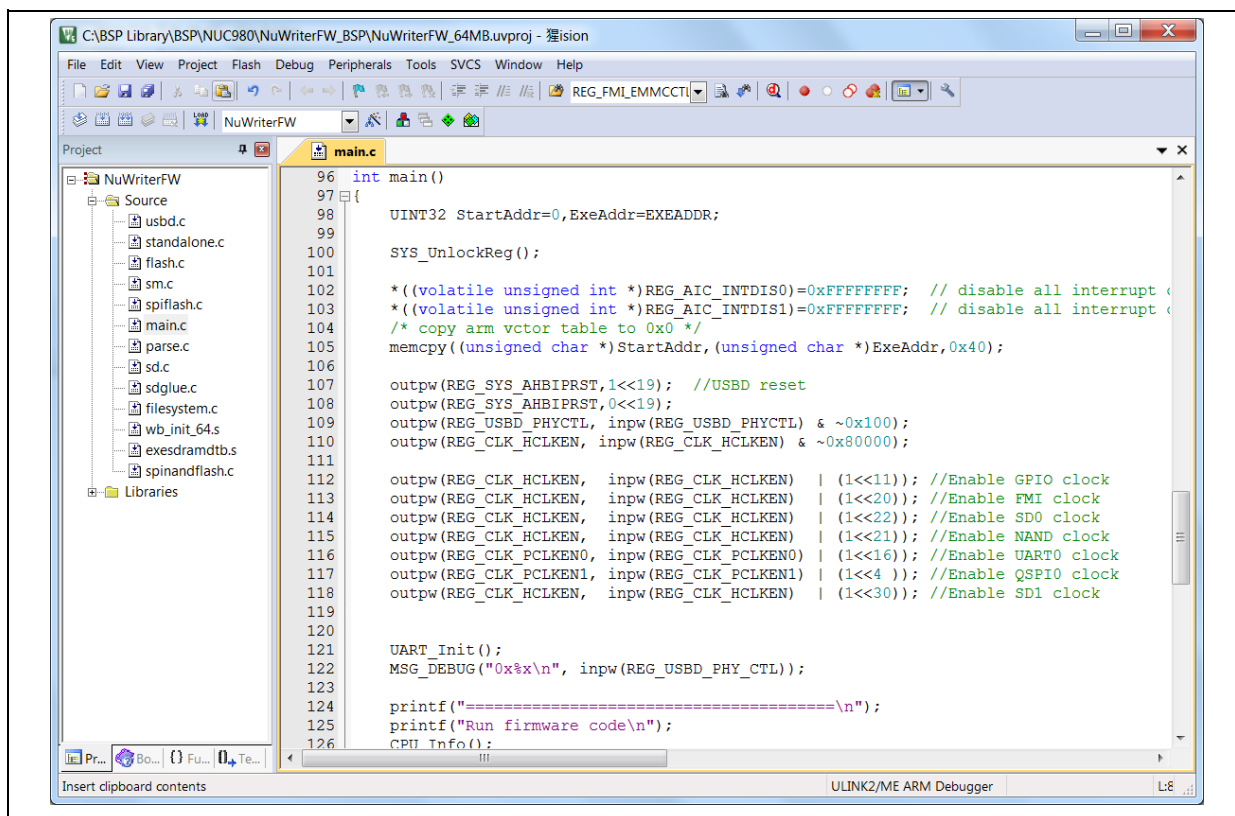 C:\BSP Library\BSP\NUC980\NuWriterFW_BSP\NuWriterFW_64MB.uvproj - 猩ision
File Edit View Project Flash Debug Peripherals Tools SVCS Window Help
REG_FMI_EMMCCTL
LOAD NuWriterFW
Project
main.c
NuWriterFW
Source
usbd.c
standalone.c
flash.c
sm.c
spiflash.c
main.c
parse.c
sd.c
sdglue.c
filesystem.c
wb_init_64.s
exesdramdtb.s
spinandflash.c
Libraries
96 int main()
97 {
98 UINT32 StartAddr=0,ExeAddr=EXEADDR;
99
100 SYS_UnlockReg();
101
102 *((volatile unsigned int *)REG_AIC_INTDIS0)=0xFFFFFFFF; // disable all interrupt
103 *((volatile unsigned int *)REG_AIC_INTDIS1)=0xFFFFFFFF; // disable all interrupt
104 /* copy arm vctor table to 0x0 */
105 memcpy((unsigned char *)StartAddr,(unsigned char *)ExeAddr,0x40);
106
107 outpw(REG_SYS_AHBIPRST,1<<19); //USBD reset
108 outpw(REG_SYS_AHBIPRST,0<<19);
109 outpw(REG_USBD_PHYCTL, inpw(REG_USBD_PHYCTL) & ~0x100);
110 outpw(REG_CLK_HCLKEN, inpw(REG_CLK_HCLKEN) & ~0x80000);
111
112 outpw(REG_CLK_HCLKEN, inpw(REG_CLK_HCLKEN) | (1<<11)); //Enable GPIO clock
113 outpw(REG_CLK_HCLKEN, inpw(REG_CLK_HCLKEN) | (1<<20)); //Enable FMI clock
114 outpw(REG_CLK_HCLKEN, inpw(REG_CLK_HCLKEN) | (1<<22)); //Enable SD0 clock
115 outpw(REG_CLK_HCLKEN, inpw(REG_CLK_HCLKEN) | (1<<21)); //Enable NAND clock
116 outpw(REG_CLK_PCLKEN0, inpw(REG_CLK_PCLKEN0) | (1<<16)); //Enable UART0 clock
117 outpw(REG_CLK_PCLKEN1, inpw(REG_CLK_PCLKEN1) | (1<<4 )); //Enable QSPI0 clock
118 outpw(REG_CLK_HCLKEN, inpw(REG_CLK_HCLKEN) | (1<<30)); //Enable SD1 clock
119
120
121 UART_Init();
122 MSG_DEBUG("0x%x\n", inpw(REG_USBD_PHY_CTL));
123
124 printf("=======================================\n");
125 printf("Run firmware code\n");
126 CPU_Info();
Pr... Bo... {} Fu... Te...
Insert clipboard contents ULINK2/ME ARM Debugger L:8